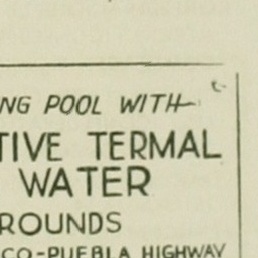 NG POOL WITH
TIVE TERMAL
WATER
ROUNDS
CO-PUEBLA HIGHWAY